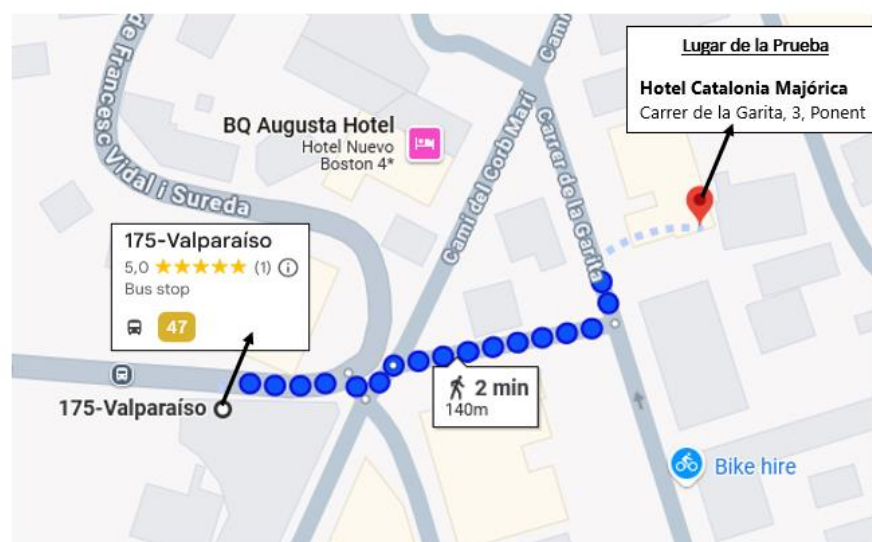 Lugar de la Prueba
Hotel Catalonia Majórica
Carrer de la Garita, 3, Ponent
de Francesc Vidal i Sureda
BQ Augusta Hotel
Hotel Nuevo
Boston 4*
Camí del Corb Marí
Camí
Carrer de la Garita
175-Valparaíso
5,0 ★★★★★ (1)
Bus stop
47
175-Valparaíso
2 min
140m
Bike hire